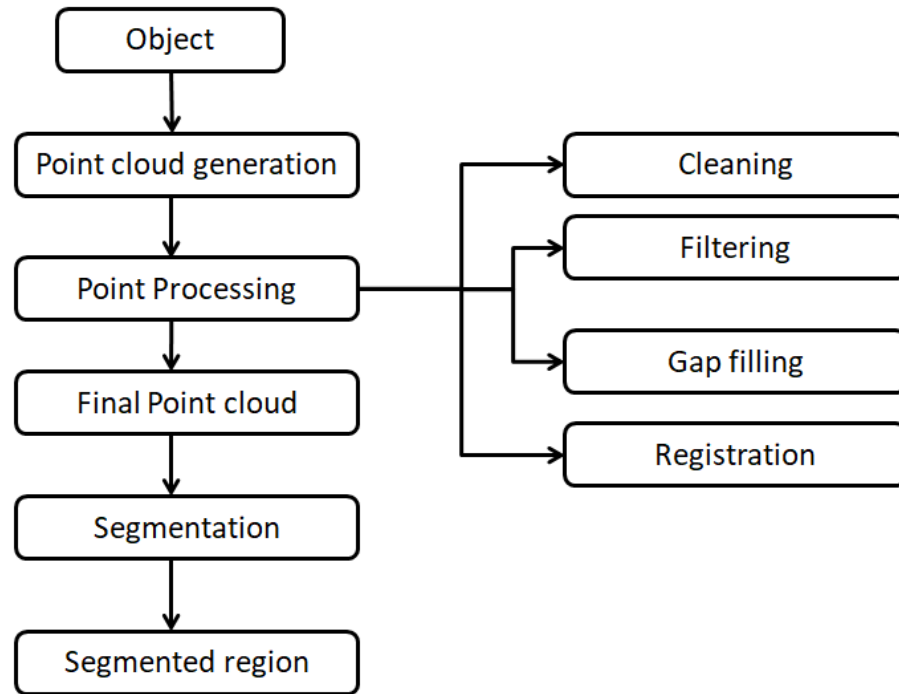 Object
Point cloud generation
Point Processing
Final Point cloud
Segmentation
Segmented region
Cleaning
Filtering
Gap filling
Registration